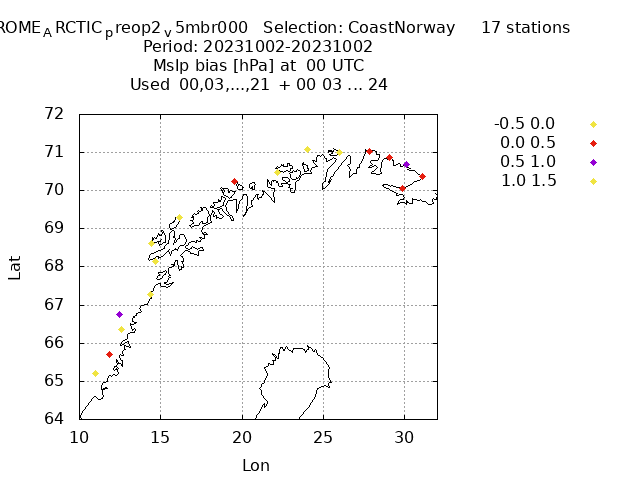 ROME A RCTIC p reop2 v 5mbr000 Selection: CoastNorway 17 stations
Period: 20231002-20231002
Mslp bias [hPa] at 00 UTC
Used 00,03,...,21 + 00 03 ... 24
-0.5 0.0
0.0 0.5
0.5 1.0
1.0 1.5
72
71
70
69
68
67
66
65
64
Lat
10 15 20 25 30
Lon